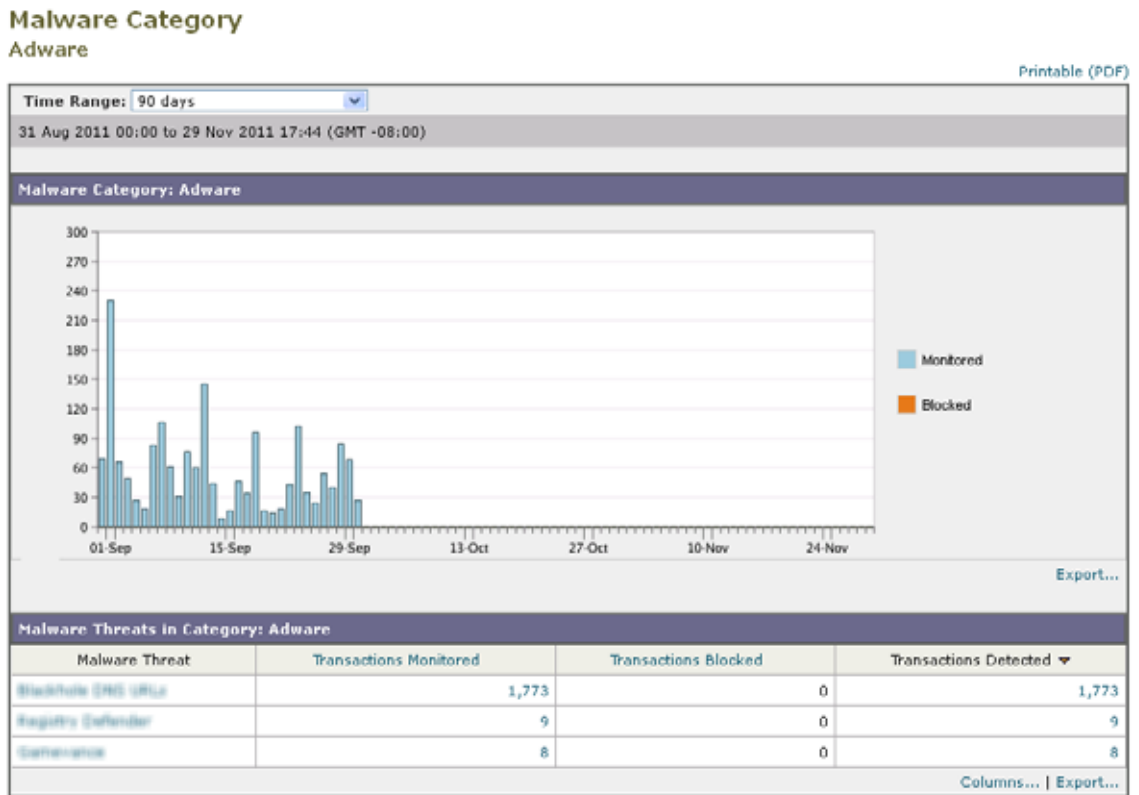 Malware Category
Adware
Printable (PDF)
Time Range: 90 days
31 Aug 2011 00:00 to 29 Nov 2011 17:44 (GMT -08:00)
Malware Category: Adware
300
270
240
210
180
150
120
90
60
30
0
01-Sep 15-Sep 29-Sep 13-Oct 27-Oct 10-Nov 24-Nov
Monitored
Blocked
Export...
Malware Threats in Category: Adware
Malware Threat Transactions Monitored Transactions Blocked Transactions Detected
1,773 0 1,773
9 0 9
8 0 8
Columns... | Export...